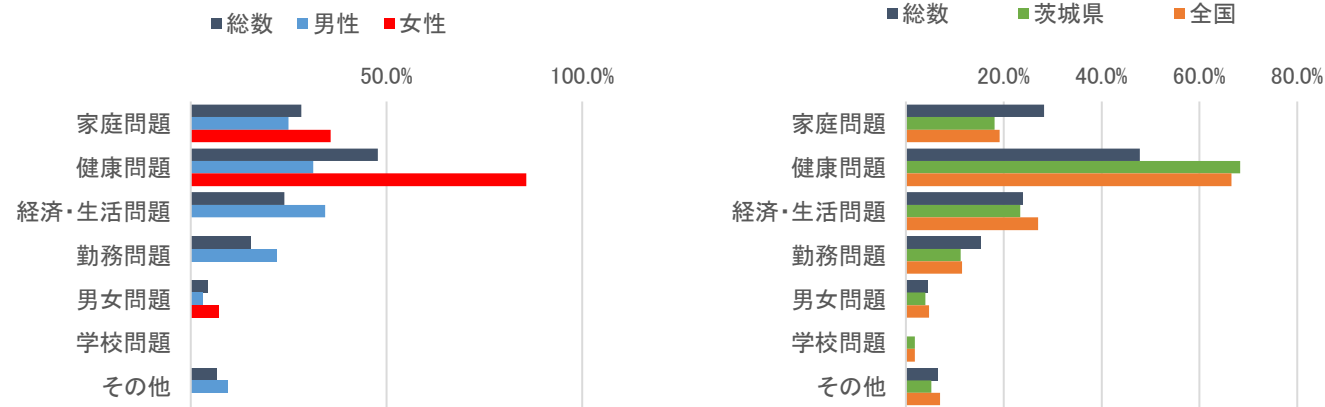 総数 男性 女性
50.0% 100.0%
家庭問題
健康問題
経済・生活問題
勤務問題
男女問題
学校問題
その他
総数 茨城県 全国
20.0% 40.0% 60.0% 80.0%
家庭問題
健康問題
経済・生活問題
勤務問題
男女問題
学校問題
その他